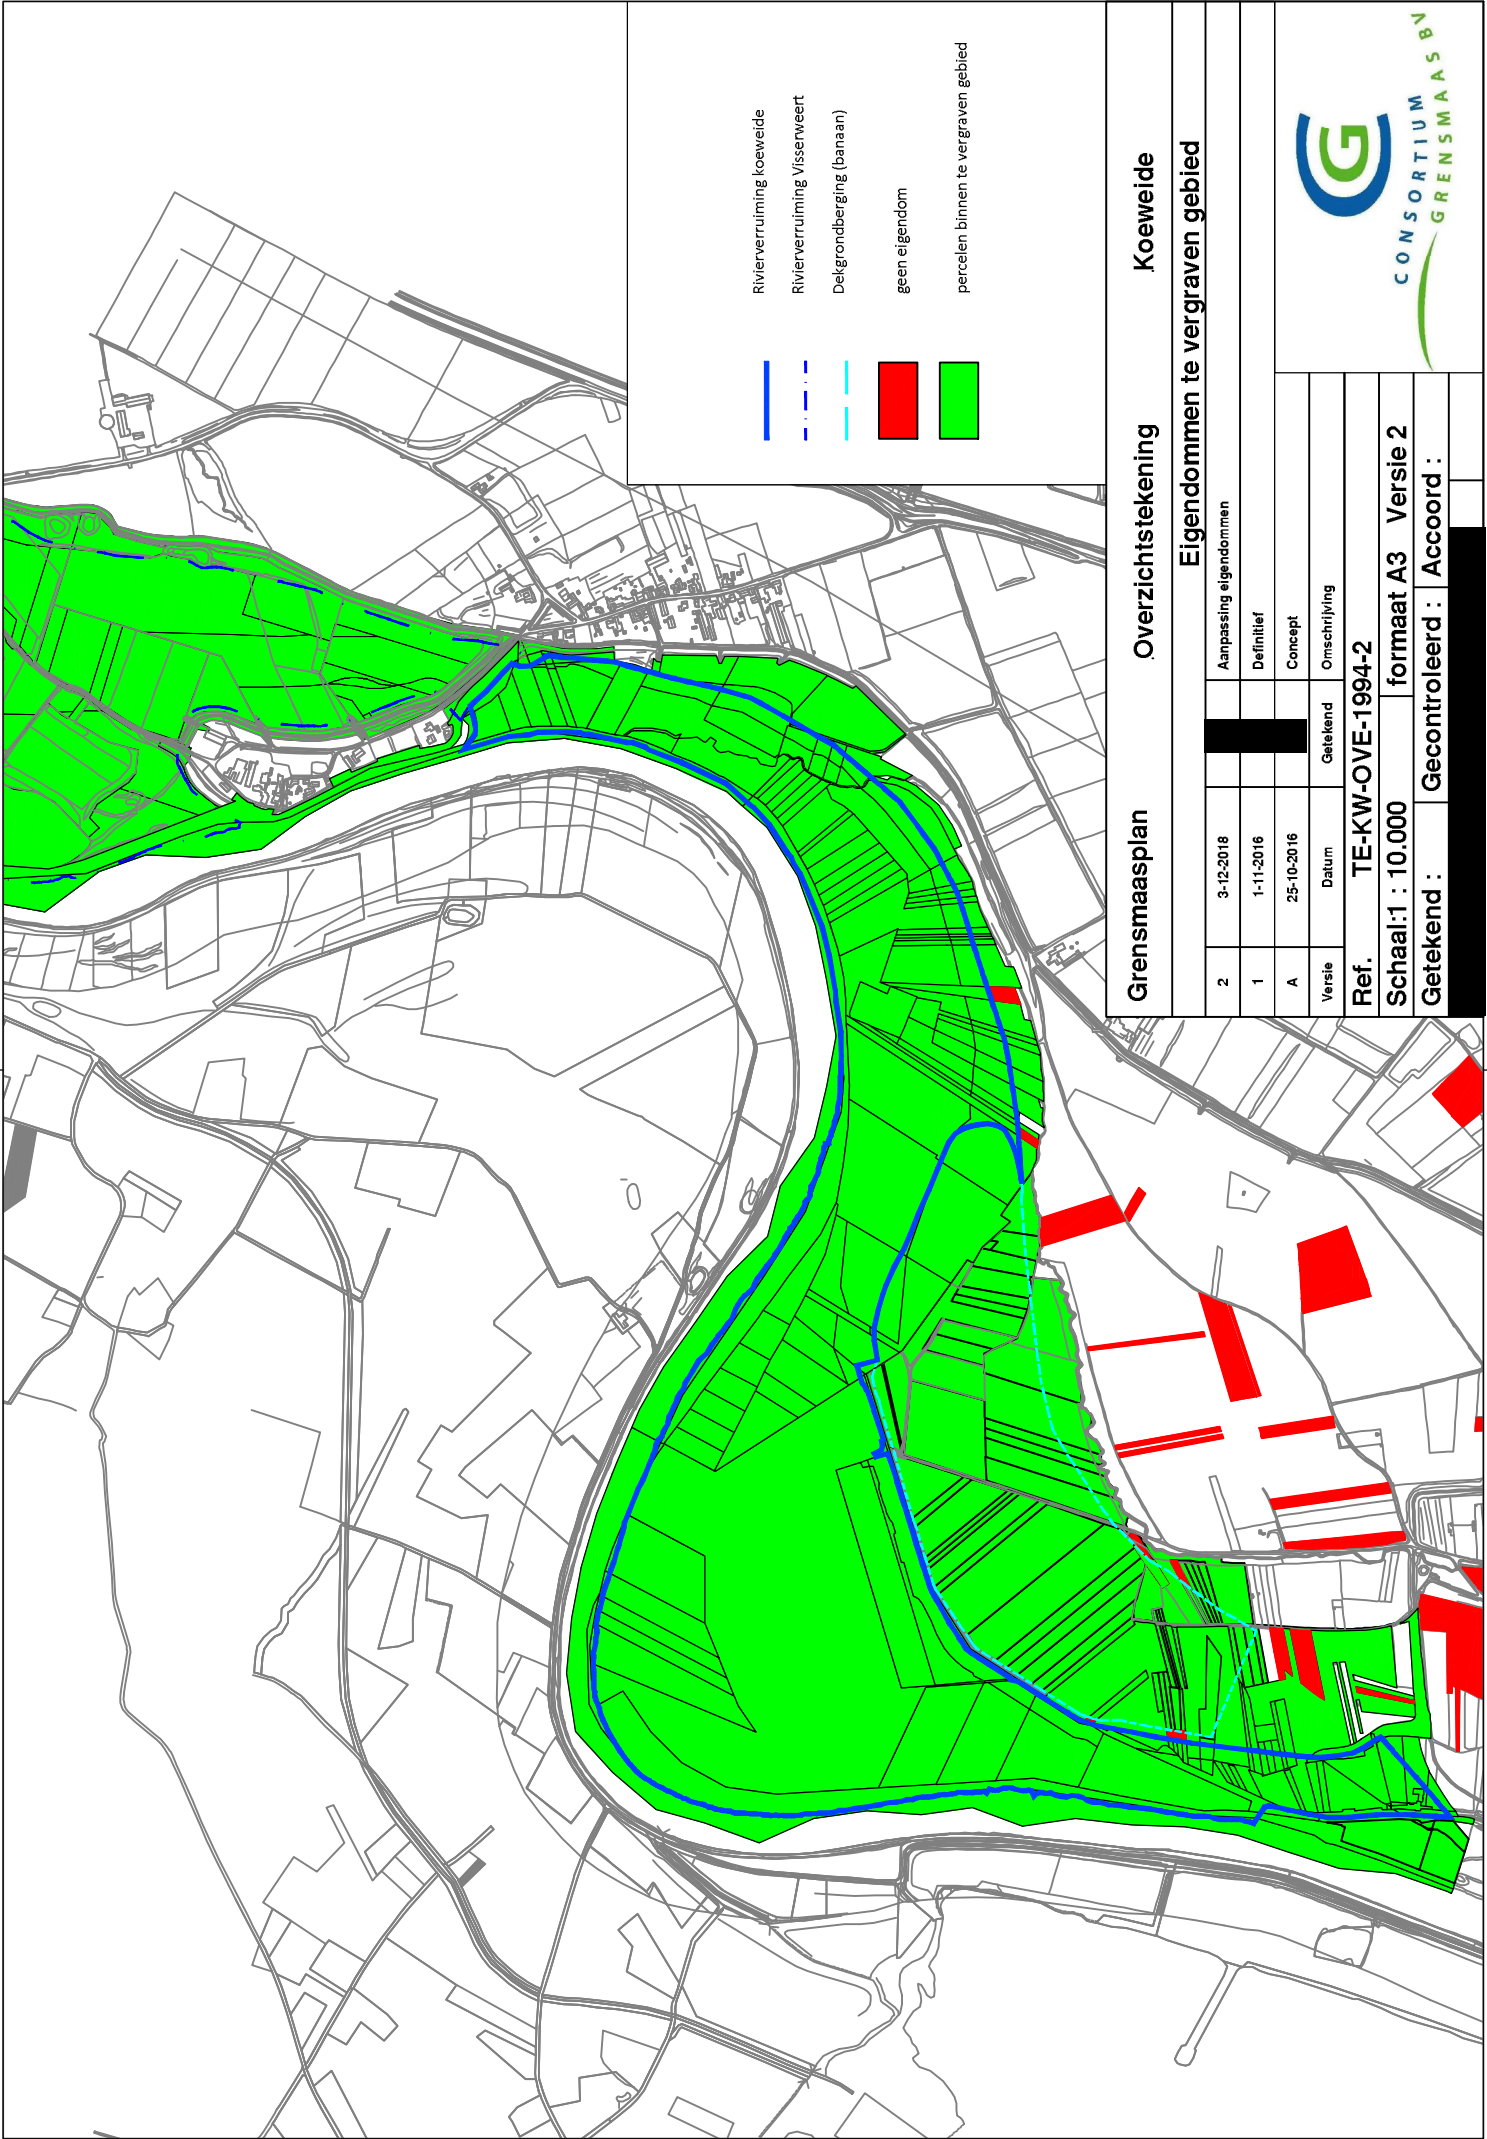 Rivierverruiming koeweide
Rivierverruiming Visserweert
Dekgrondberging (banaan)
geen eigendom
percelen binnen te vergraven gebied
Grensmaasplan Overzichtstekening Koeweide
Eigendommen te vergraven gebied
2 3-12-2018 Aanpassing eigendommen
1 1-11-2016 Definitief
A 25-10-2016 Concept
Versie Datum Getekend Omschrijving
Ref. TE-KW-OVE-1994-2
Schaal:1 : 10.000 formaat A3 Versie 2
Getekend : Gecontroleerd : Accoord :
CG
CONSORTIUM
GRENSMAAS BV